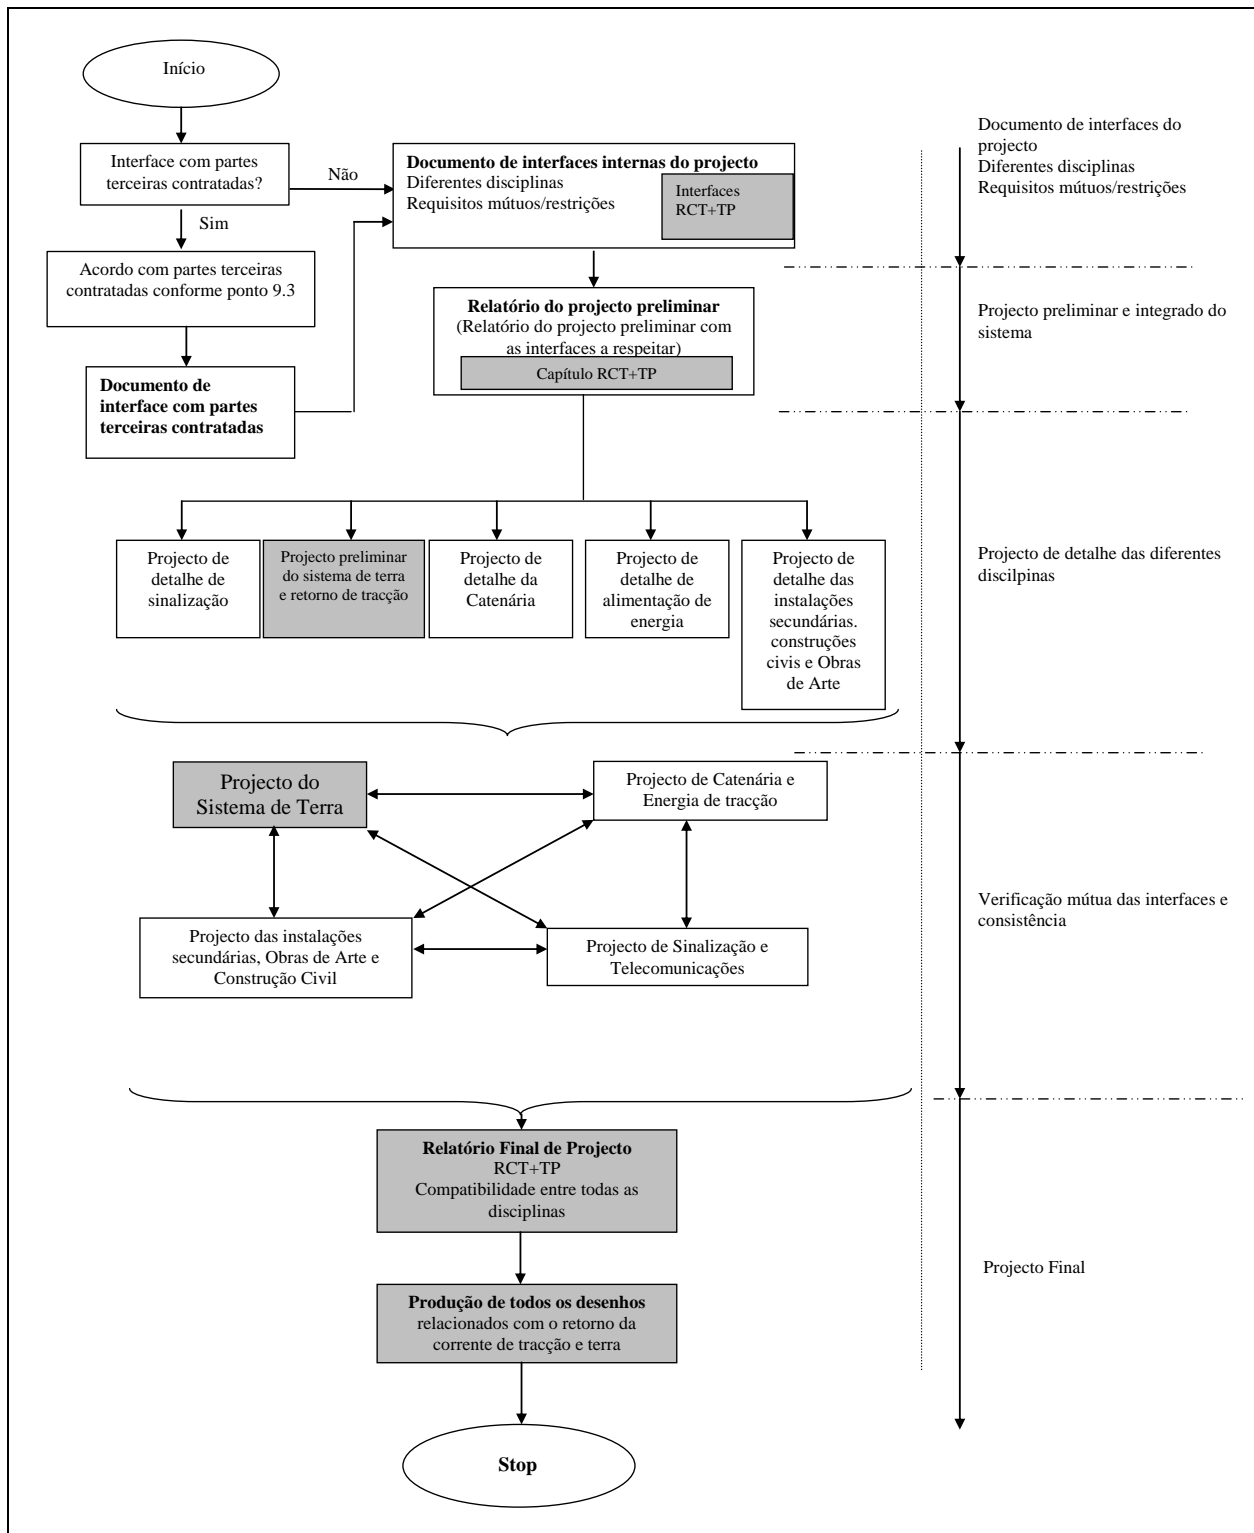 Início
Interface com partes
terceiras contratadas?
Não
Sim
Acordo com partes terceiras
contratadas conforme ponto 9.3
Documento de
interface com partes
terceiras contratadas
Documento de interfaces internas do projecto
Diferentes disciplinas
Requisitos mútuos/restrições
Interfaces
RCT+TP
Relatório do projecto preliminar
(Relatório do projecto preliminar com
as interfaces a respeitar)
Capítulo RCT+TP
Projecto de
detalhe de
sinalização
Projecto preliminar
do sistema de terra
e retorno de tracção
Projecto de
detalhe da
Catenária
Projecto de
detalhe de
alimentação de
energia
Projecto de
detalhe das
instalações
secundárias.
construções
civis e Obras
de Arte
Projecto do
Sistema de Terra
Projecto de Catenária e
Energia de tracção
Projecto das instalações
secundárias, Obras de Arte e
Construção Civil
Projecto de Sinalização e
Telecomunicações
Relatório Final de Projecto
RCT+TP
Compatibilidade entre todas as
disciplinas
Produção de todos os desenhos
relacionados com o retorno da
corrente de tracção e terra
Stop
Documento de interfaces do
projecto
Diferentes disciplinas
Requisitos mútuos/restrições
Projecto preliminar e integrado do
sistema
Projecto de detalhe das diferentes
discilpinas
Verificação mútua das interfaces e
consistência
Projecto Final